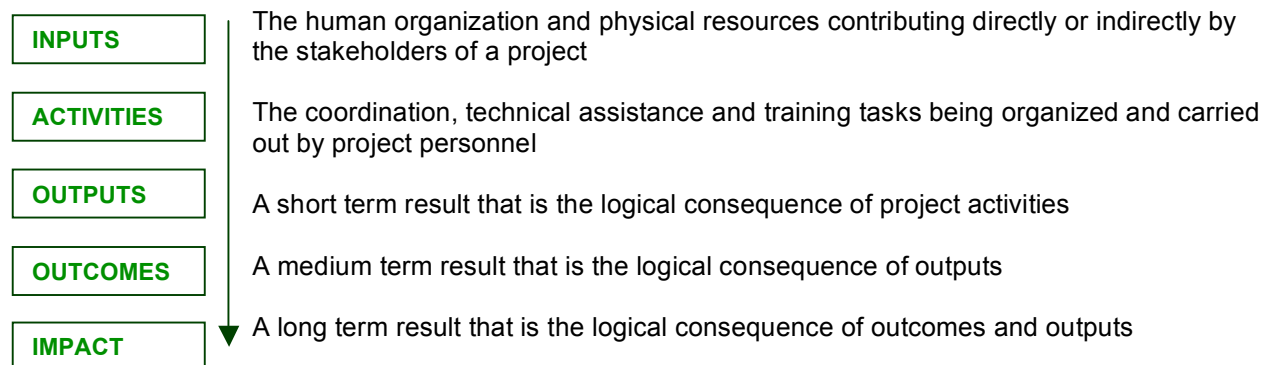 INPUTS
The human organization and physical resources contributing directly or indirectly by
the stakeholders of a project
ACTIVITIES
The coordination, technical assistance and training tasks being organized and carried
out by project personnel
OUTPUTS
A short term result that is the logical consequence of project activities
OUTCOMES
A medium term result that is the logical consequence of outputs
IMPACT
A long term result that is the logical consequence of outcomes and outputs